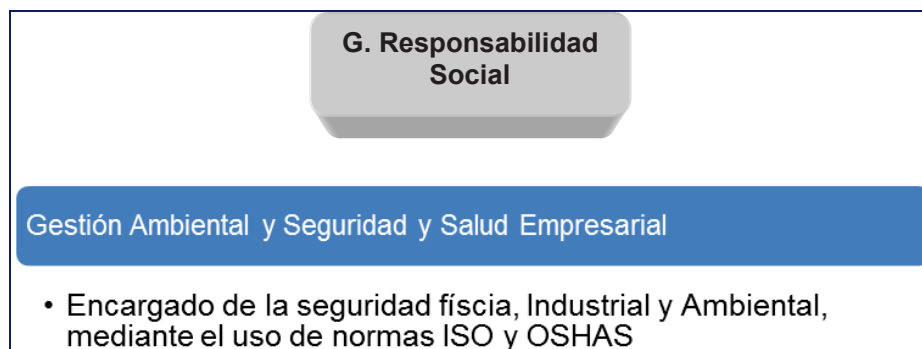 G. Responsabilidad
Social
Gestión Ambiental y Seguridad y Salud Empresarial
• Encargado de la seguridad físcia, Industrial y Ambiental,
mediante el uso de normas ISO y OSHAS